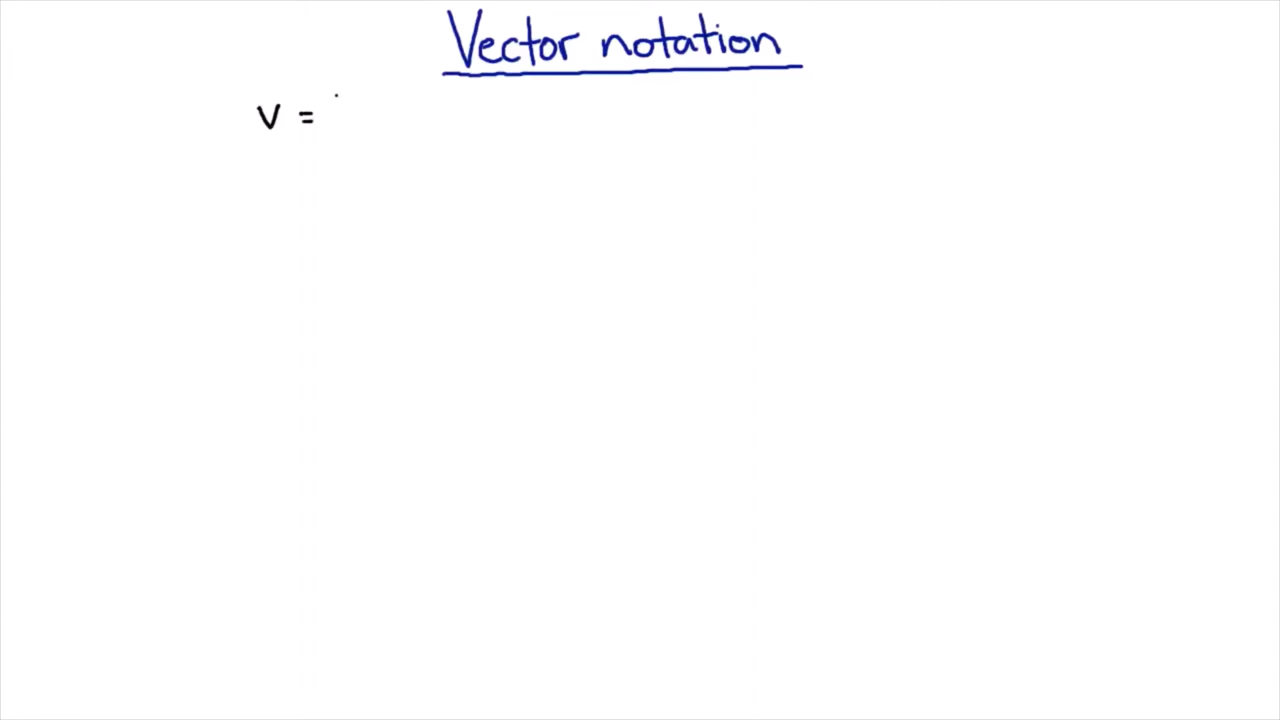 Vector notation
v =